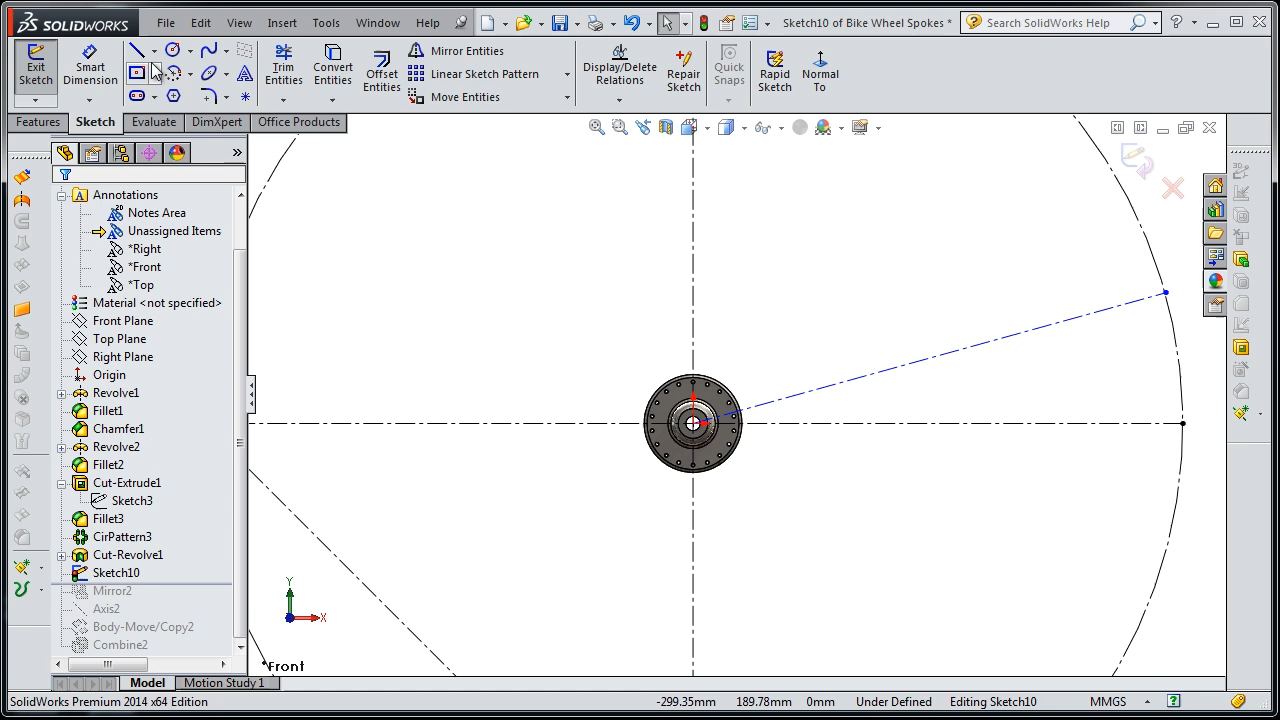 SOLIDWORKS File Edit View Insert Tools Window Help Sketch10 of Bike Wheel Spokes * Search SolidWorks Help
Exit Sketch
Smart Dimension
Trim Entities
Convert Entities
Offset Entities
Mirror Entities
Linear Sketch Pattern
Move Entities
Display/Delete Relations
Repair Sketch
Quick Snaps
Rapid Sketch
Normal To
Features Sketch Evaluate DimXpert Office Products
Annotations
Notes Area
Unassigned Items
*Right
*Front
*Top
Material <not specified>
Front Plane
Top Plane
Right Plane
Origin
Revolve1
Fillet1
Chamfer1
Revolve2
Fillet2
Cut-Extrude1
Sketch3
Fillet3
CirPattern3
Cut-Revolve1
Sketch10
Mirror2
Axis2
Body-Move/Copy2
Combine2
Y
X
*Front
Model Motion Study 1
SolidWorks Premium 2014 x64 Edition -299.35mm 189.78mm 0mm Under Defined Editing Sketch10 MMGS